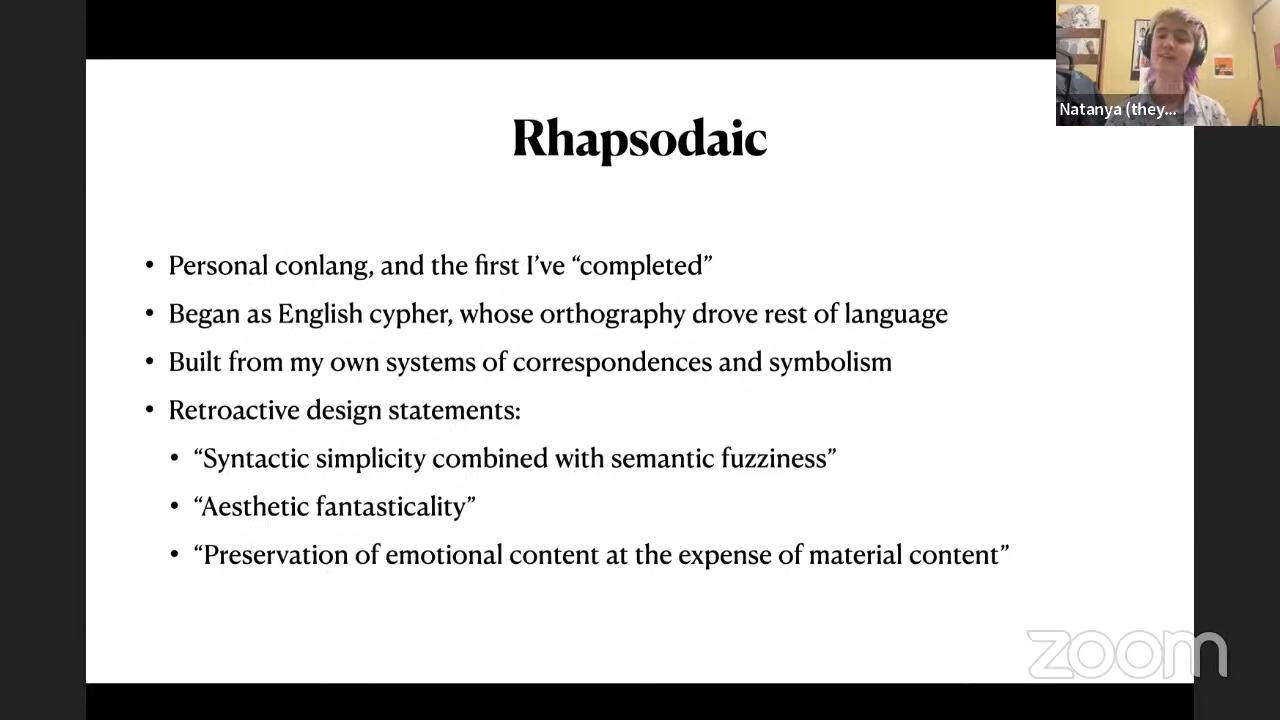 Natanya (they...
Rhapsodaic
• Personal conlang, and the first I’ve “completed”
• Began as English cypher, whose orthography drove rest of language
• Built from my own systems of correspondences and symbolism
• Retroactive design statements:
• “Syntactic simplicity combined with semantic fuzziness”
• “Aesthetic fantasticality”
• “Preservation of emotional content at the expense of material content”
zoom